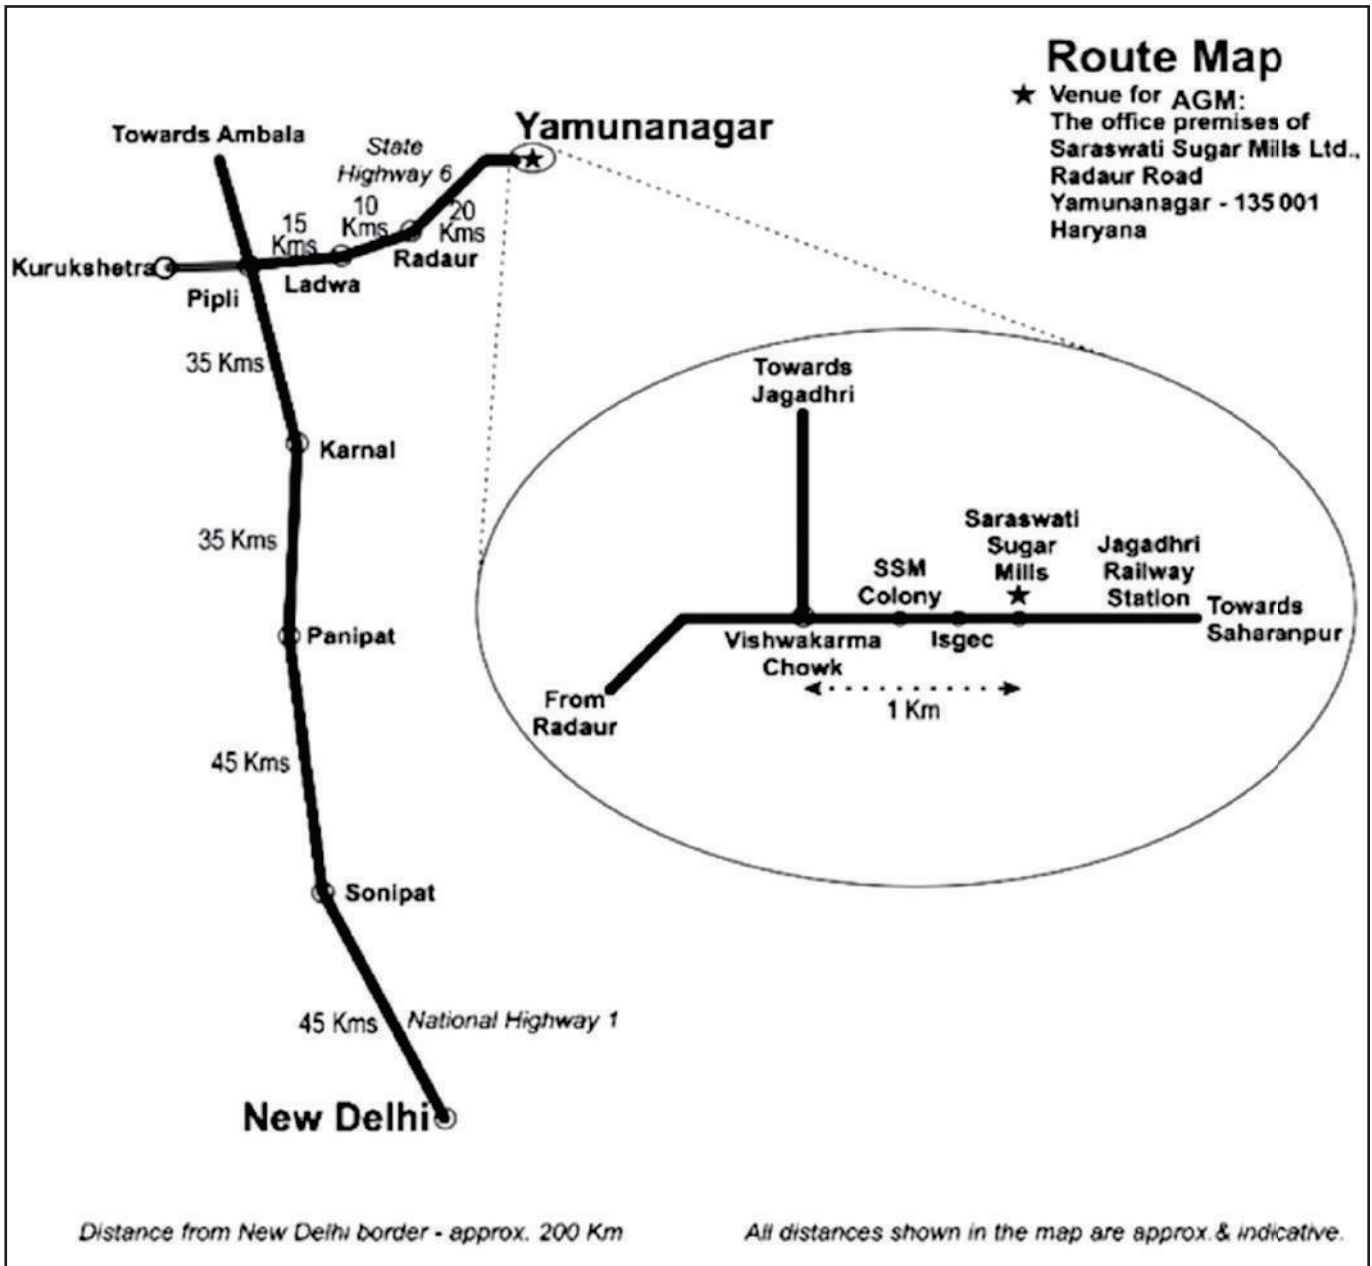 Route Map
★ Venue for AGM:
The office premises of
Saraswati Sugar Mills Ltd.,
Radaur Road
Yamunanagar - 135001
Haryana
Towards Ambala
State
Highway 6
Yamunanagar
15
Kms
10
Kms
20
Kms
Kurukshetra
Pipli
Ladwa
Radaur
35 Kms
Karnal
35 Kms
Panipat
45 Kms
Sonipat
45 Kms
National Highway 1
New Delhi
Towards
Jagadhri
SSM
Colony
Saraswati
Sugar
Mills
Jagadhri
Railway
Station
Towards
Saharanpur
Vishwakarma
Chowk
Isgec
From
Radaur
1 Km
Distance from New Delhi border - approx. 200 Km
All distances shown in the map are approx.& indicative.